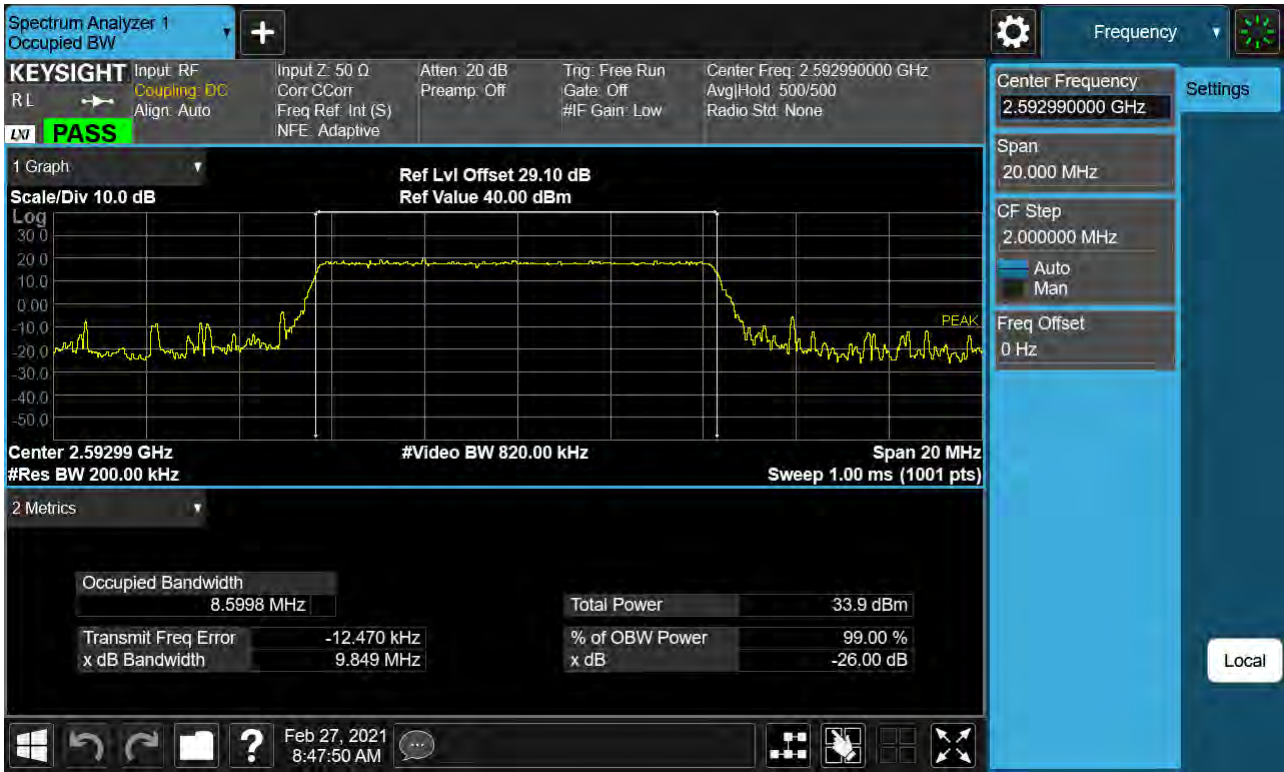 Spectrum Analyzer 1
Occupied BW
+
Frequency
KEYSIGHT
R L
LXI
PASS
Input: RF
Coupling: DC
Align: Auto
Input Z: 50 Ω
Corr CCorr
Freq Ref: Int (S)
NFE: Adaptive
Atten: 20 dB
Preamp: Off
Trig: Free Run
Gate: Off
#IF Gain: Low
Center Freq: 2.592990000 GHz
Avg|Hold: 500/500
Radio Std: None
Center Frequency
2.592990000 GHz
Settings
Span
20.000 MHz
CF Step
2.000000 MHz
Auto
Man
Freq Offset
0 Hz
Local
1 Graph
Scale/Div 10.0 dB
Ref Lvl Offset 29.10 dB
Ref Value 40.00 dBm
Log
30.0
20.0
10.0
0.00
-10.0
-20.0
-30.0
-40.0
-50.0
PEAK
Center 2.59299 GHz
#Video BW 820.00 kHz
Span 20 MHz
#Res BW 200.00 kHz
Sweep 1.00 ms (1001 pts)
2 Metrics
Occupied Bandwidth
8.5998 MHz
Total Power 33.9 dBm
Transmit Freq Error -12.470 kHz
% of OBW Power 99.00 %
x dB Bandwidth 9.849 MHz
x dB -26.00 dB
?
Feb 27, 2021
8:47:50 AM